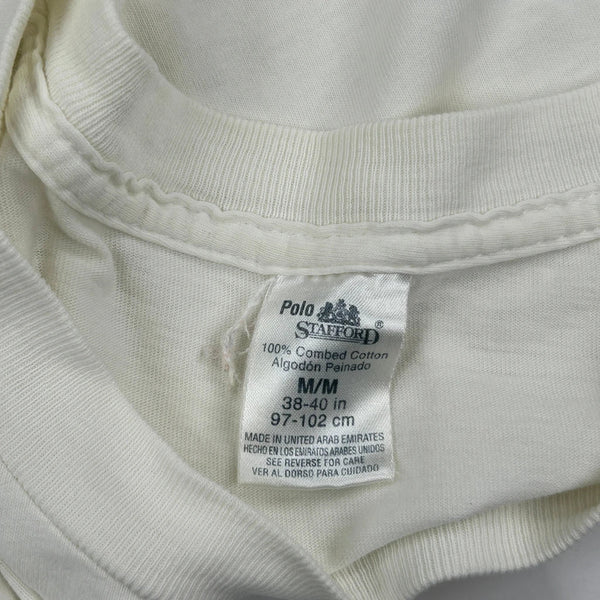 Polo
STAFFORD®
100% Combed Cotton
Algodón Peinado
M/M
38-40 in
97-102 cm
MADE IN UNITED ARAB EMIRATES
HECHO EN LOS EMIRATOS ARABES UNIDOS
SEE REVERSE FOR CARE
VER AL DORSO PARA CUIDADO